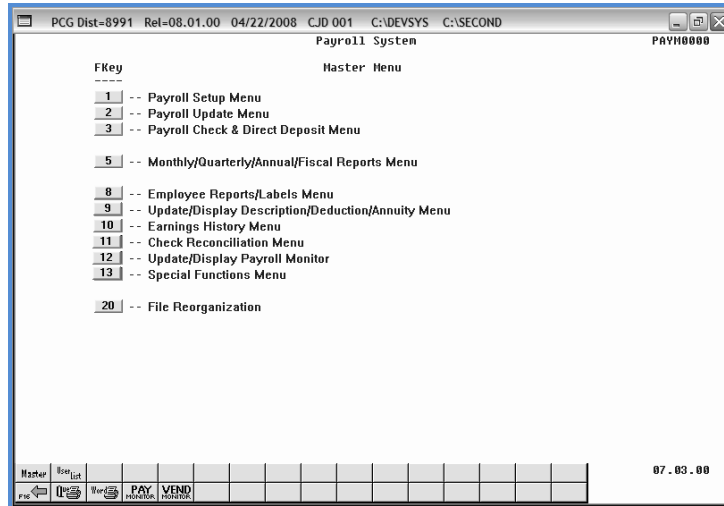 PCG Dist=8991 Rel=08.01.00 04/22/2008 CJD 001 C:\DEVSYS C:\SECOND
Payroll System PAYM0000
FKey Master Menu
----
1 -- Payroll Setup Menu
2 -- Payroll Update Menu
3 -- Payroll Check & Direct Deposit Menu
5 -- Monthly/Quarterly/Annual/Fiscal Reports Menu
8 -- Employee Reports/Labels Menu
9 -- Update/Display Description/Deduction/Annuity Menu
10 -- Earnings History Menu
11 -- Check Reconciliation Menu
12 -- Update/Display Payroll Monitor
13 -- Special Functions Menu
20 -- File Reorganization
Master User List 07.03.00
F16 Que Word PAY MONITOR VEND MONITOR